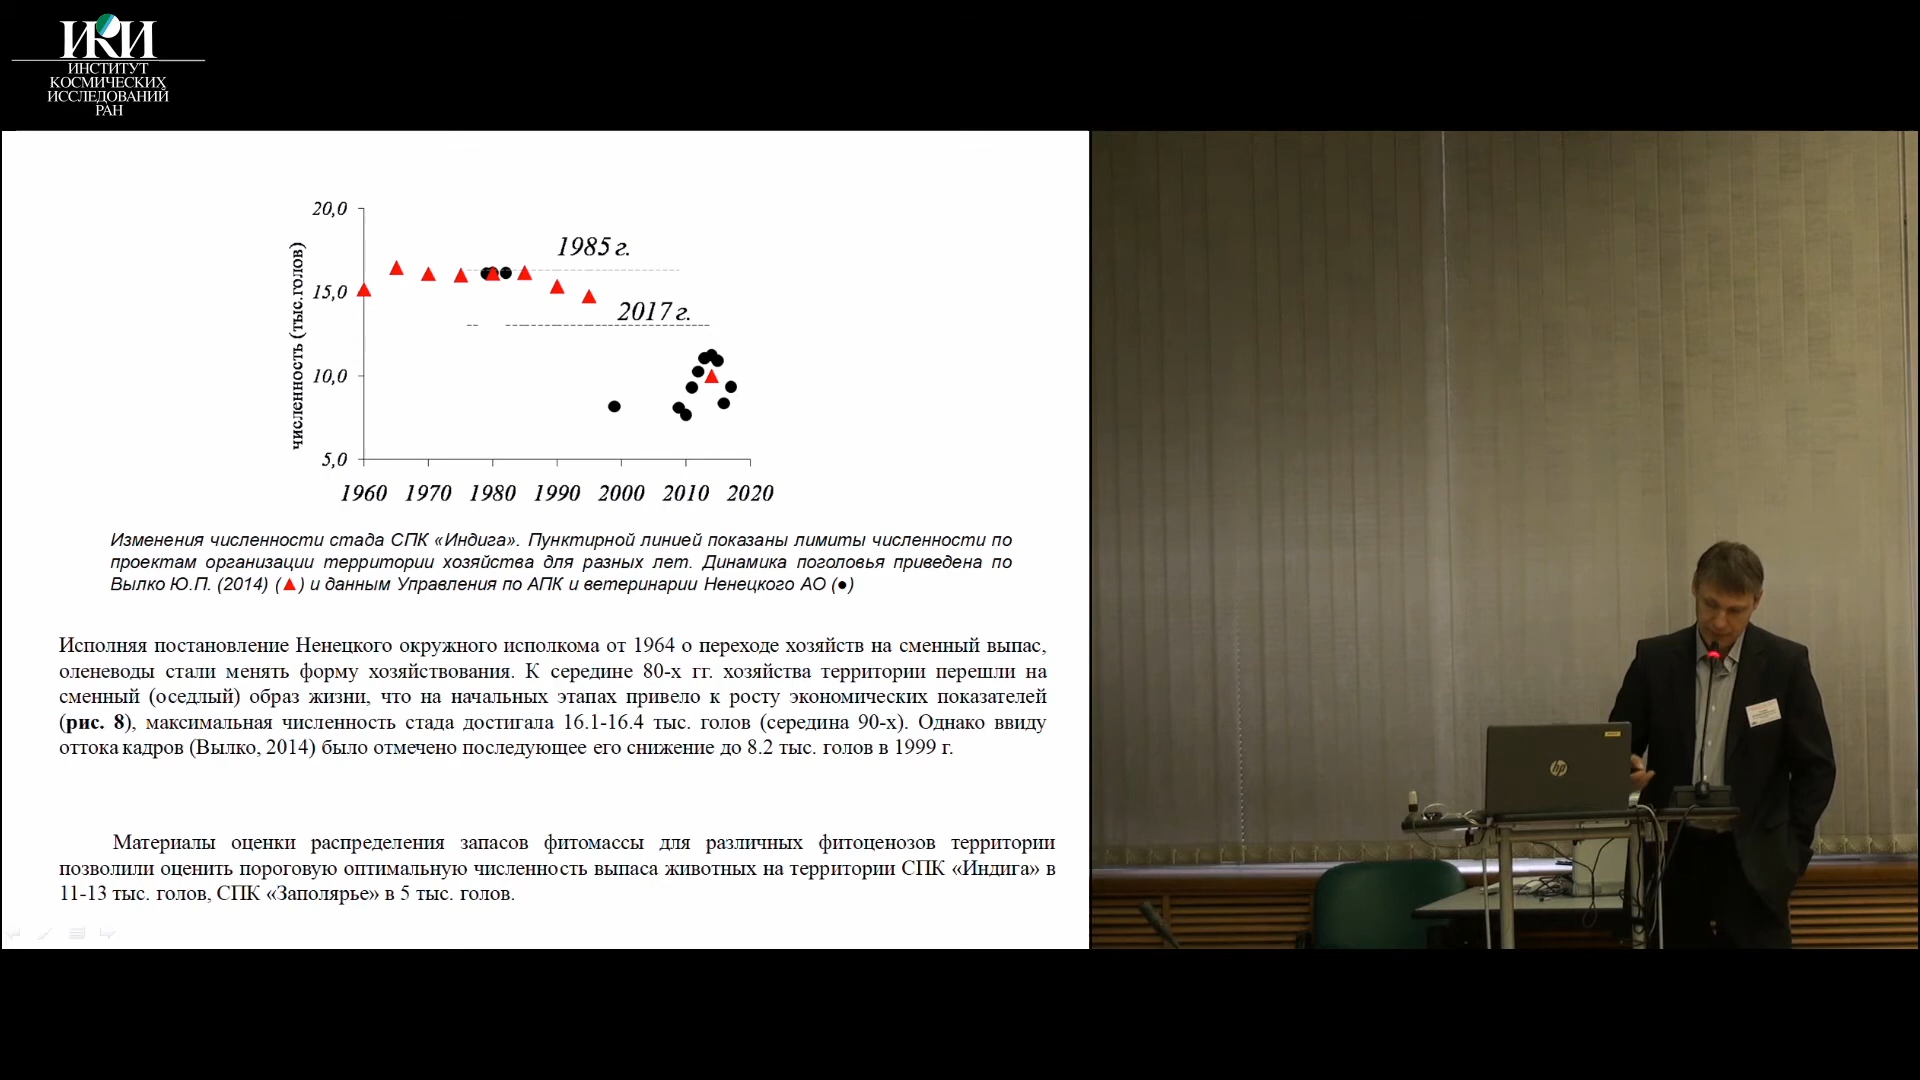 ИКИ
ИНСТИТУТ
КОСМИЧЕСКИХ
ИССЛЕДОВАНИЙ
РАН
20,0
15,0
10,0
5,0
численность (тыс.голов)
1985 г.
2017 г.
1960 1970 1980 1990 2000 2010 2020
Изменения численности стада СПК «Индига». Пунктирной линией показаны лимиты численности по
проектам организации территории хозяйства для разных лет. Динамика поголовья приведена по
Вылко Ю.П. (2014) (▲) и данным Управления по АПК и ветеринарии Ненецкого АО (●)
Исполняя постановление Ненецкого окружного исполкома от 1964 о переходе хозяйств на сменный выпас,
оленеводы стали менять форму хозяйствования. К середине 80-х гг. хозяйства территории перешли на
сменный (оседлый) образ жизни, что на начальных этапах привело к росту экономических показателей
(рис. 8), максимальная численность стада достигала 16.1-16.4 тыс. голов (середина 90-х). Однако ввиду
оттока кадров (Вылко, 2014) было отмечено последующее его снижение до 8.2 тыс. голов в 1999 г.
Материалы оценки распределения запасов фитомассы для различных фитоценозов территории
позволили оценить пороговую оптимальную численность выпаса животных на территории СПК «Индига» в
11-13 тыс. голов, СПК «Заполярье» в 5 тыс. голов.
hp